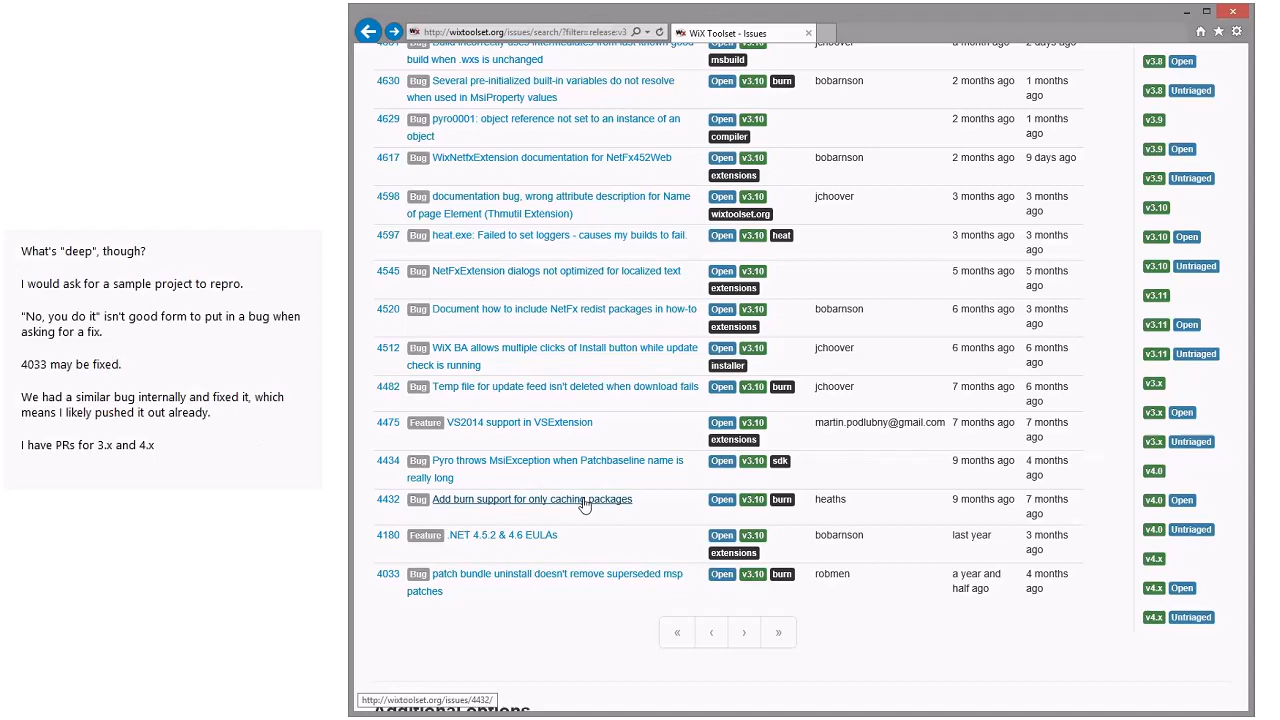 What's "deep", though?
I would ask for a sample project to repro.
"No, you do it" isn't good form to put in a bug when
asking for a fix.
4033 may be fixed.
We had a similar bug internally and fixed it, which
means I likely pushed it out already.
I have PRs for 3.x and 4.x
http://wixtoolset.org/issues/search/?filter=release:v3
WiX Toolset - Issues
build when .wxs is unchanged
msbuild
4630 Bug Several pre-initialized built-in variables do not resolve Open v3.10 burn bobarnson 2 months ago 1 months
when used in MsiProperty values ago
4629 Bug pyro0001: object reference not set to an instance of an Open v3.10 2 months ago 1 months
object compiler ago
4617 Bug WixNetfxExtension documentation for NetFx452Web Open v3.10 bobarnson 2 months ago 9 days ago
extensions
4598 Bug documentation bug, wrong attribute description for Name Open v3.10 jchoover 3 months ago 3 months
of page Element (Thmutil Extension) wixtoolset.org ago
4597 Bug heat.exe: Failed to set loggers - causes my builds to fail. Open v3.10 heat 3 months ago 3 months
ago
4545 Bug NetFxExtension dialogs not optimized for localized text Open v3.10 5 months ago 5 months
extensions ago
4520 Bug Document how to include NetFx redist packages in how-to Open v3.10 bobarnson 6 months ago 3 months
extensions ago
4512 Bug WiX BA allows multiple clicks of Install button while update Open v3.10 jchoover 6 months ago 6 months
check is running installer ago
4482 Bug Temp file for update feed isn't deleted when download fails Open v3.10 burn jchoover 7 months ago 6 months
ago
4475 Feature VS2014 support in VSExtension Open v3.10 martin.podlubny@gmail.com 7 months ago 7 months
extensions ago
4434 Bug Pyro throws MsiException when Patchbaseline name is Open v3.10 sdk 9 months ago 4 months
really long ago
4432 Bug Add burn support for only caching packages Open v3.10 burn heaths 9 months ago 7 months
ago
4180 Feature .NET 4.5.2 & 4.6 EULAs Open v3.10 bobarnson last year 3 months
extensions ago
4033 Bug patch bundle uninstall doesn't remove superseded msp Open v3.10 burn robmen a year and 4 months
patches half ago ago
« ‹ › »
v3.8 Open
v3.8 Untriaged
v3.9
v3.9 Open
v3.9 Untriaged
v3.10
v3.10 Open
v3.10 Untriaged
v3.11
v3.11 Open
v3.11 Untriaged
v3.x
v3.x Open
v3.x Untriaged
v4.0
v4.0 Open
v4.0 Untriaged
v4.x
v4.x Open
v4.x Untriaged
http://wixtoolset.org/issues/4432/
Additional options